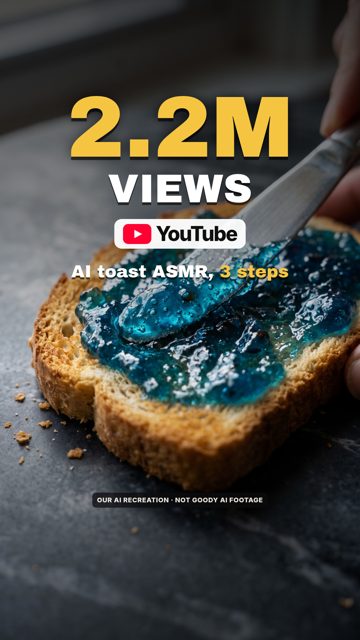 2.2M
VIEWS
YouTube
AI toast ASMR, 3 steps
OUR AI RECREATION · NOT GOODY AI FOOTAGE